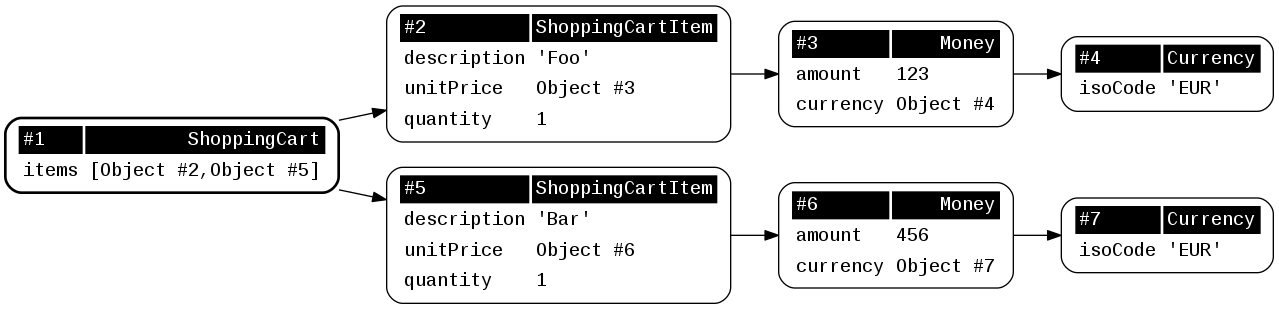 #1 ShoppingCart
items [Object #2,Object #5]
#2 ShoppingCartItem
description 'Foo'
unitPrice Object #3
quantity 1
#3 Money
amount 123
currency Object #4
#4 Currency
isoCode 'EUR'
#5 ShoppingCartItem
description 'Bar'
unitPrice Object #6
quantity 1
#6 Money
amount 456
currency Object #7
#7 Currency
isoCode 'EUR'